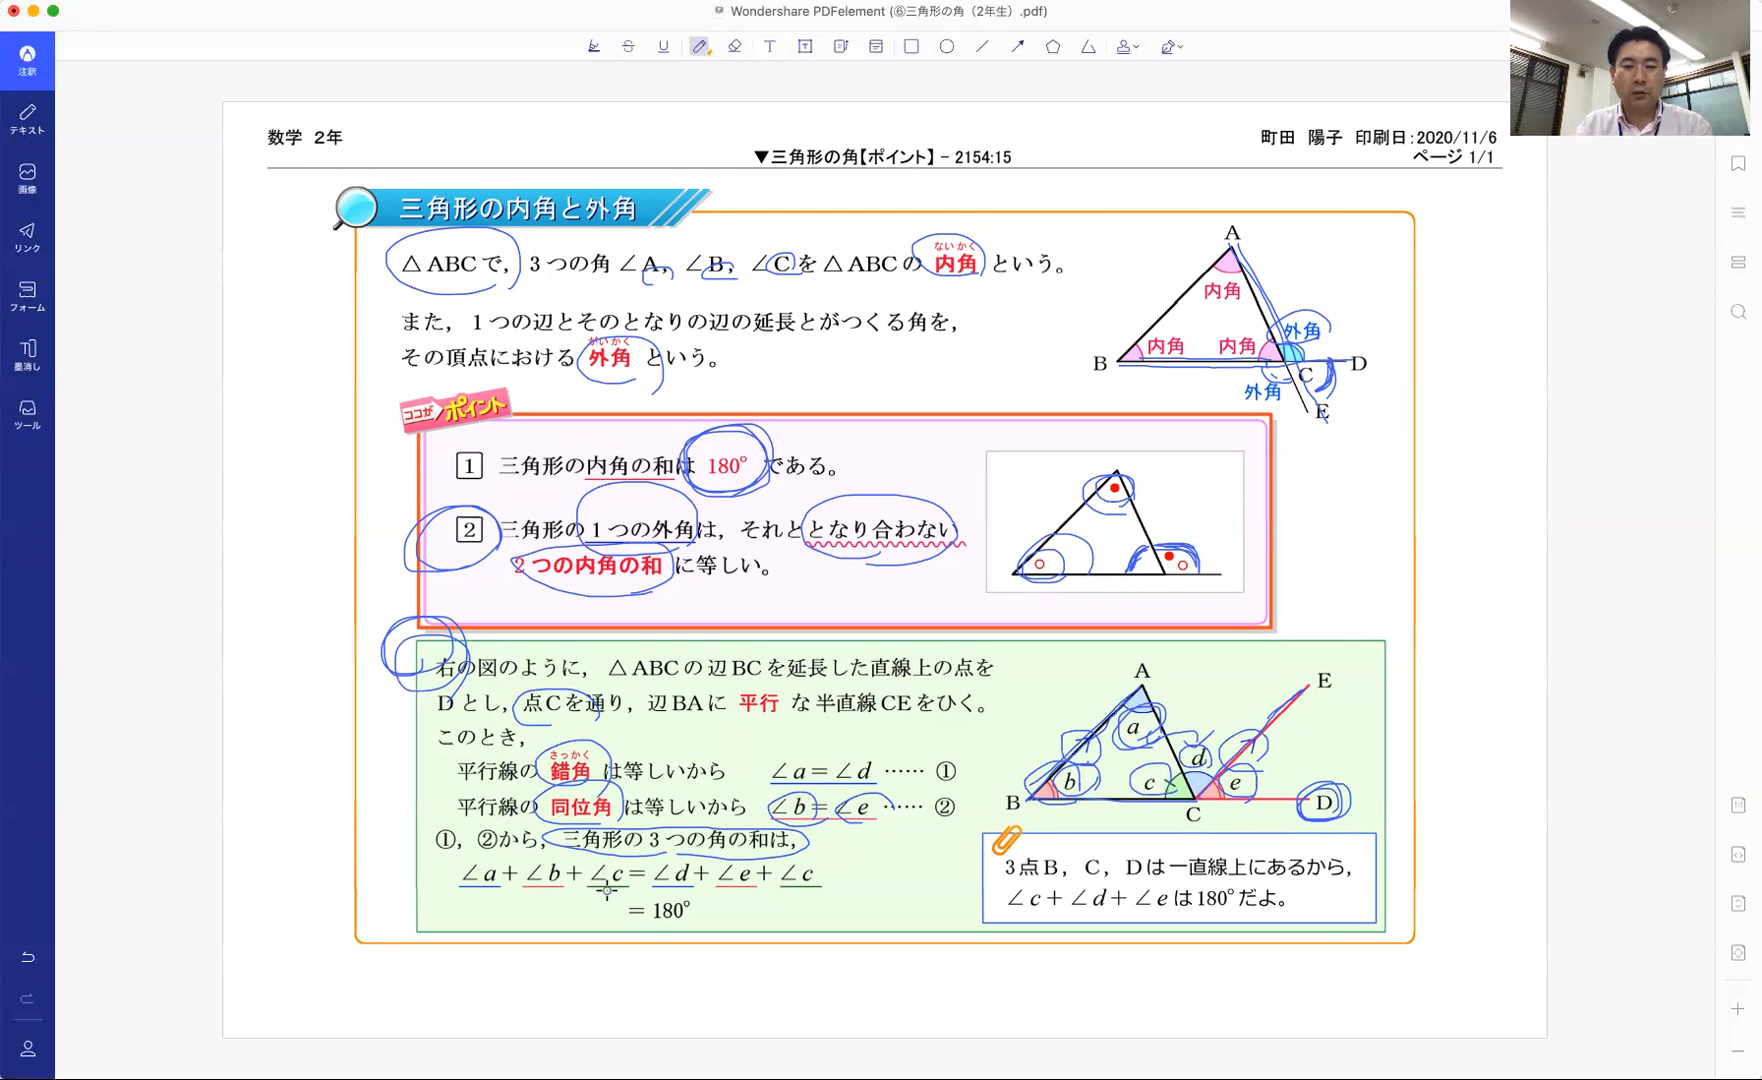 Wondershare PDFelement (⑥三角形の角（2年生）.pdf)
注釈
テキスト
画像
リンク
フォーム
墨消し
ツール
数学 2年
町田 陽子 印刷日:2020/11/6
▼三角形の角【ポイント】 - 2154:15
ページ 1/1
三角形の内角と外角
△ABCで， 3つの角∠A， ∠B， ∠Cを△ABCの 内角 という。
ないかく
また， 1つの辺とそのとなりの辺の延長とがつくる角を，
その頂点における 外角 という。
がいかく
A
内角
内角
内角
外角
外角
B
C
D
E
ココが ポイント
1 三角形の内角の和は 180° である。
2 三角形の1つの外角は，それととなり合わない
2つの内角の和 に等しい。
右の図のように， △ABCの辺BCを延長した直線上の点を
Dとし，点Cを通り，辺BAに 平行 な半直線CEをひく。
このとき，
さっかく
平行線の 錯角 は等しいから ∠a＝∠d …… ①
平行線の 同位角 は等しいから ∠b＝∠e …… ②
①，②から，三角形の3つの角の和は，
∠a＋∠b＋∠c＝∠d＋∠e＋∠c
＝180°
A
E
a
d
b
c
e
B
C
D
3点B，C，Dは一直線上にあるから，
∠c＋∠d＋∠eは180°だよ。